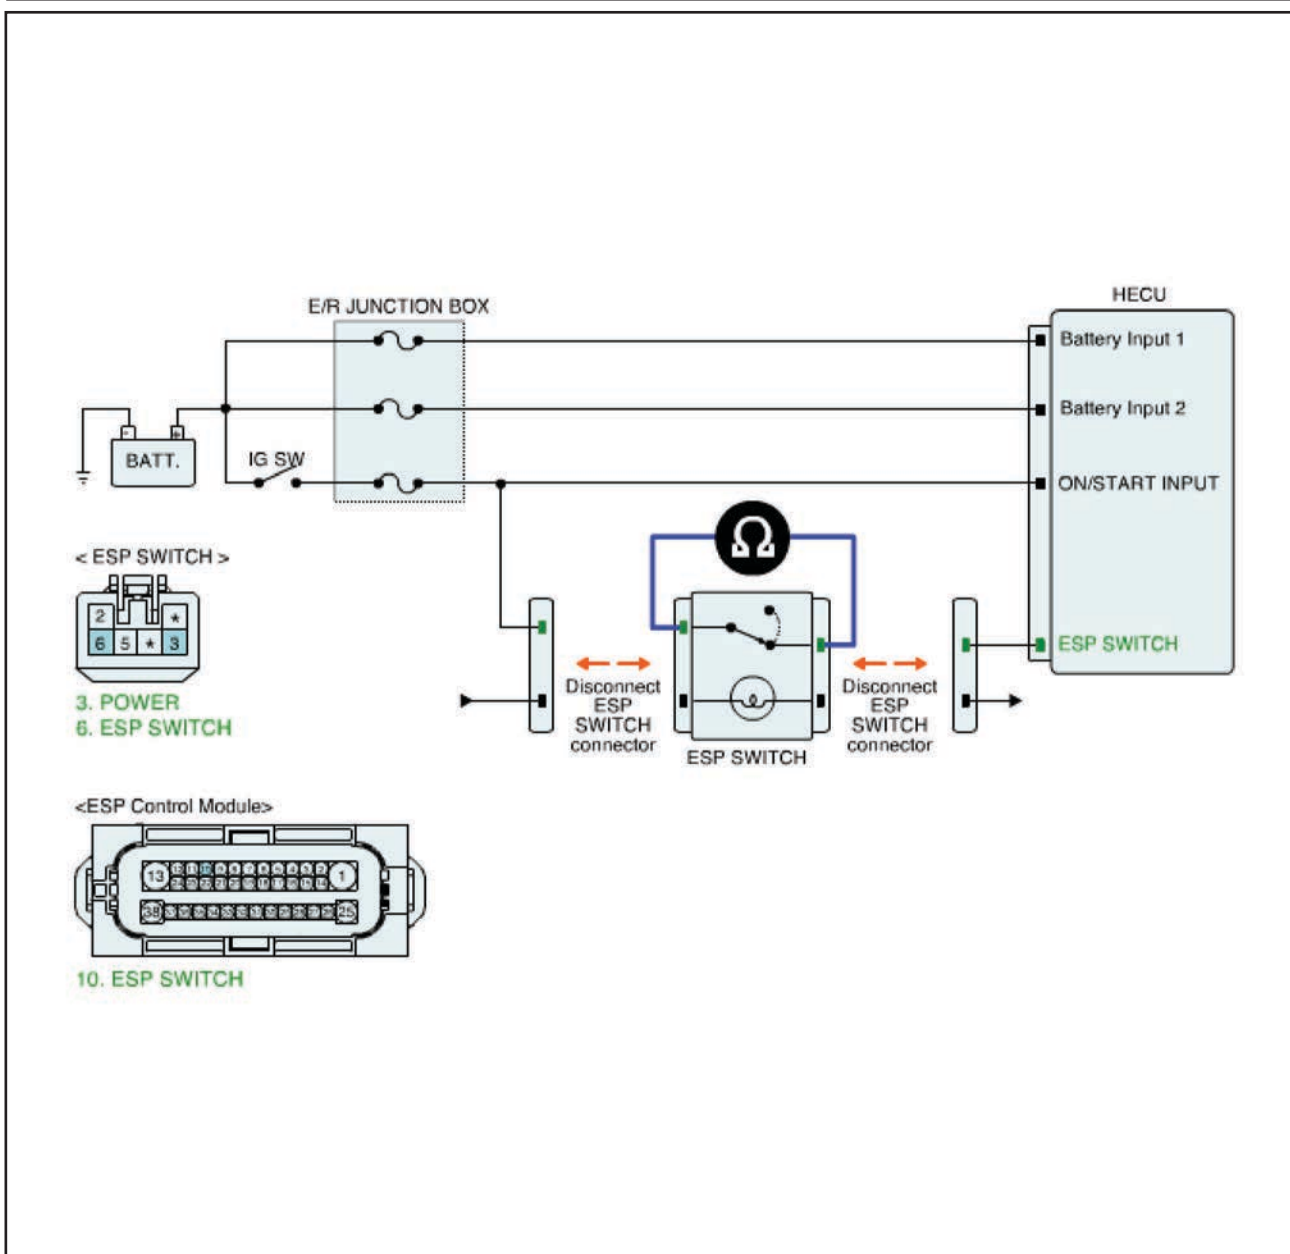 HECU
E/R JUNCTION BOX
Battery Input 1
Battery Input 2
- +
BATT.
IG SW
ON/START INPUT
Ω
< ESP SWITCH >
2 *
6 5 * 3
ESP SWITCH
3. POWER
6. ESP SWITCH
Disconnect
ESP
SWITCH
connector
Disconnect
ESP
SWITCH
connector
ESP SWITCH
<ESP Control Module>
13
1
38
25
10. ESP SWITCH